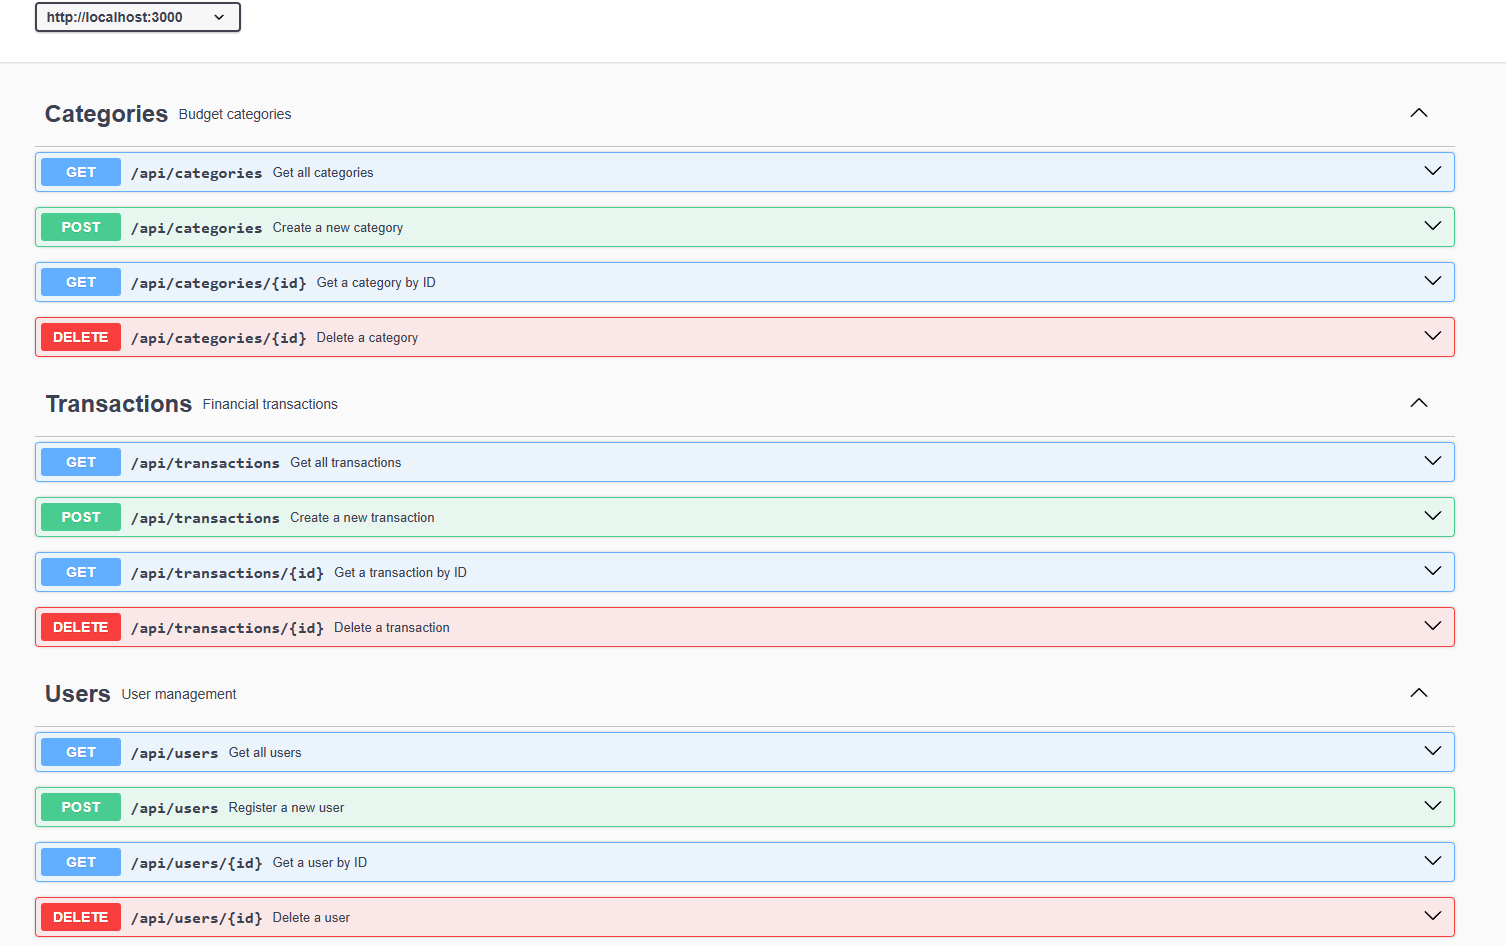 http://localhost:3000
Categories Budget categories
GET /api/categories Get all categories
POST /api/categories Create a new category
GET /api/categories/{id} Get a category by ID
DELETE /api/categories/{id} Delete a category
Transactions Financial transactions
GET /api/transactions Get all transactions
POST /api/transactions Create a new transaction
GET /api/transactions/{id} Get a transaction by ID
DELETE /api/transactions/{id} Delete a transaction
Users User management
GET /api/users Get all users
POST /api/users Register a new user
GET /api/users/{id} Get a user by ID
DELETE /api/users/{id} Delete a user